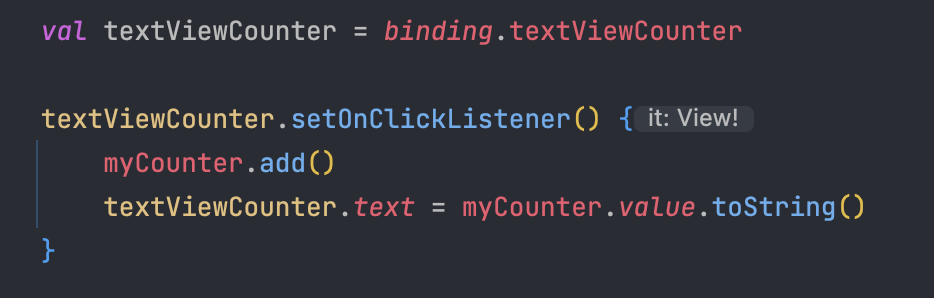 val textViewCounter = binding.textViewCounter
textViewCounter.setOnClickListener() { it: View!
myCounter.add()
textViewCounter.text = myCounter.value.toString()
}